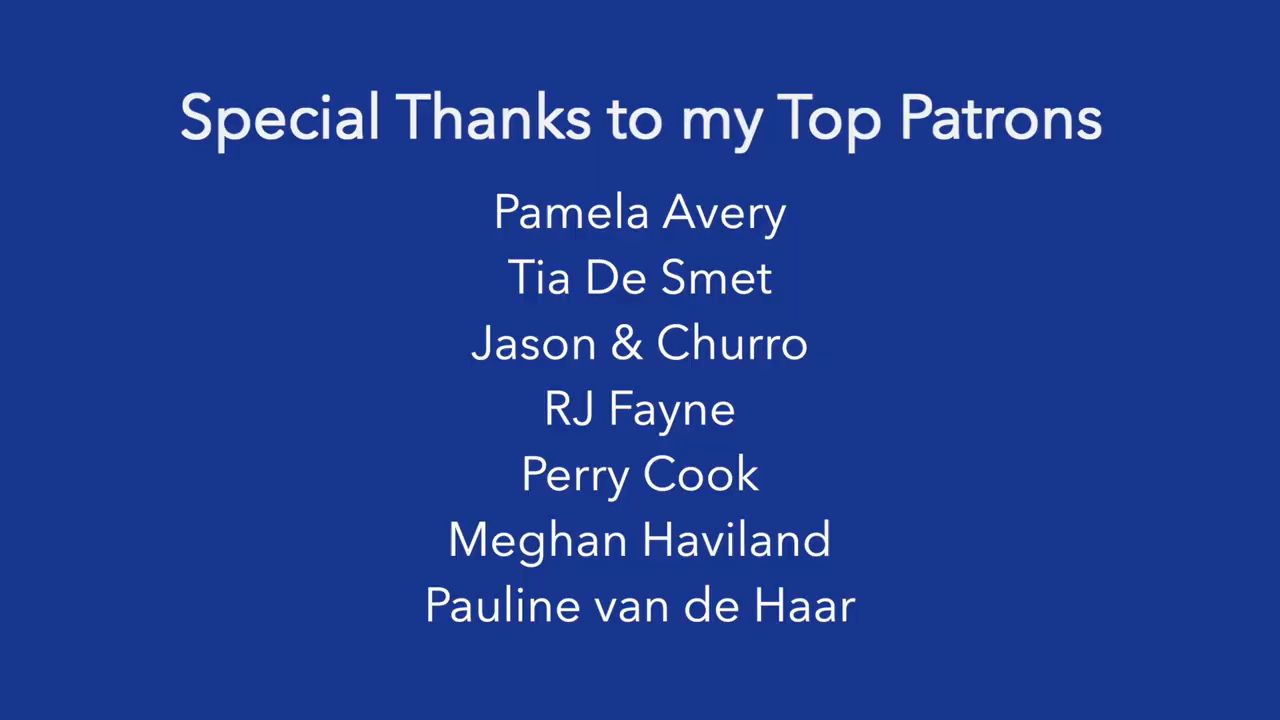 Special Thanks to my Top Patrons
Pamela Avery
Tia De Smet
Jason & Churro
RJ Fayne
Perry Cook
Meghan Haviland
Pauline van de Haar